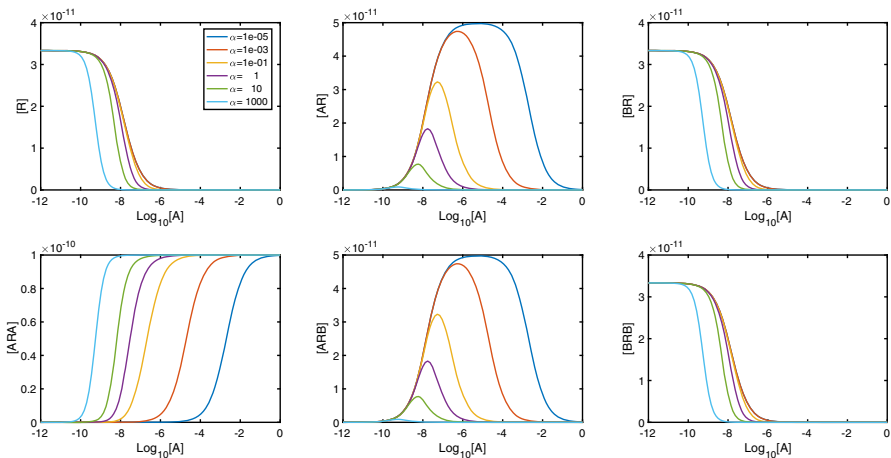 ×10⁻¹¹
4
3
2
1
0
[R]
-12 -10 -8 -6 -4 -2 0
Log₁₀[A]
α=1e-05
α=1e-03
α=1e-01
α= 1
α= 10
α= 1000
×10⁻¹¹
5
4
3
2
1
0
[AR]
-12 -10 -8 -6 -4 -2 0
Log₁₀[A]
×10⁻¹¹
4
3
2
1
0
[BR]
-12 -10 -8 -6 -4 -2 0
Log₁₀[A]
×10⁻¹⁰
1
0.8
0.6
0.4
0.2
0
[ARA]
-12 -10 -8 -6 -4 -2 0
Log₁₀[A]
×10⁻¹¹
5
4
3
2
1
0
[ARB]
-12 -10 -8 -6 -4 -2 0
Log₁₀[A]
×10⁻¹¹
4
3
2
1
0
[BRB]
-12 -10 -8 -6 -4 -2 0
Log₁₀[A]